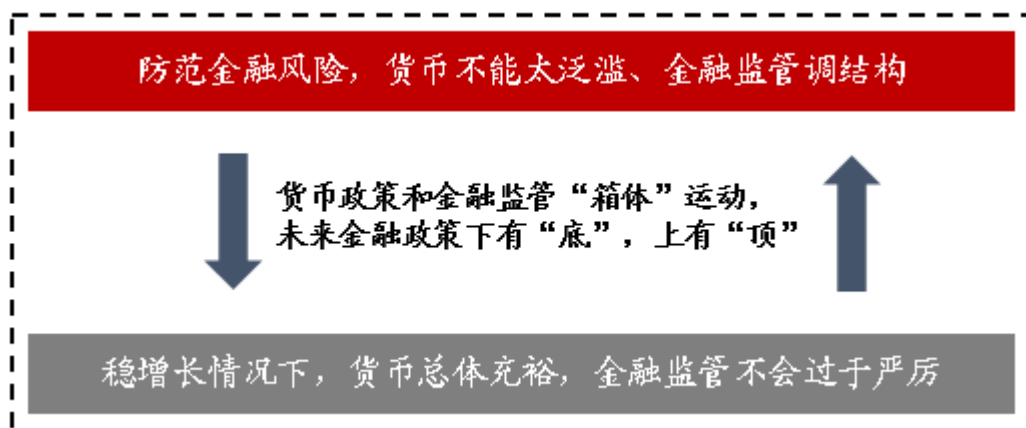 防范金融风险，货币不能太泛滥、金融监管调结构
货币政策和金融监管“箱体”运动，
未来金融政策下有“底”，上有“顶”
稳增长情况下，货币总体充裕，金融监管不会过于严厉